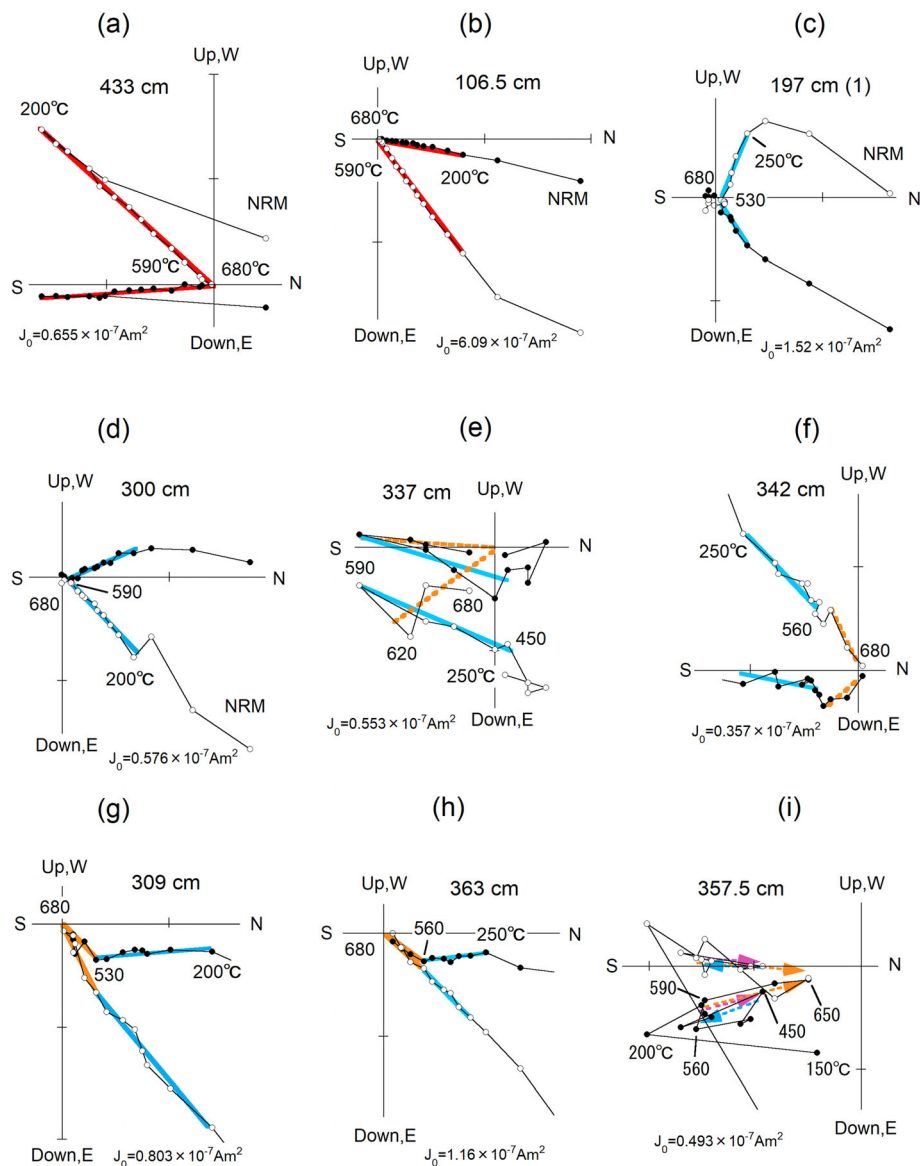 (a)
Up,W
433 cm
200℃
NRM
590℃
680℃
S
N
Down,E
J₀=0.655×10⁻⁷Am²
(b)
Up,W
106.5 cm
680℃
S
N
590℃
200℃
NRM
Down,E
J₀=6.09×10⁻⁷Am²
(c)
Up,W
197 cm (1)
250℃
NRM
680
530
S
N
Down,E
J₀=1.52×10⁻⁷Am²
(d)
300 cm
Up,W
S
N
680
590
200℃
NRM
Down,E
J₀=0.576×10⁻⁷Am²
(e)
337 cm
Up,W
S
N
590
680
620
450
250℃
Down,E
J₀=0.553×10⁻⁷Am²
(f)
Up,W
342 cm
250℃
560
680
S
N
J₀=0.357×10⁻⁷Am²
Down,E
(g)
Up,W
309 cm
680
S
N
530
200℃
Down,E
J₀=0.803×10⁻⁷Am²
(h)
363 cm
Up,W
560
250℃
S
N
680
Down,E
J₀=1.16×10⁻⁷Am²
(i)
Up,W
357.5 cm
S
N
590
650
450
200℃
560
150℃
Down,E
J₀=0.493×10⁻⁷Am²